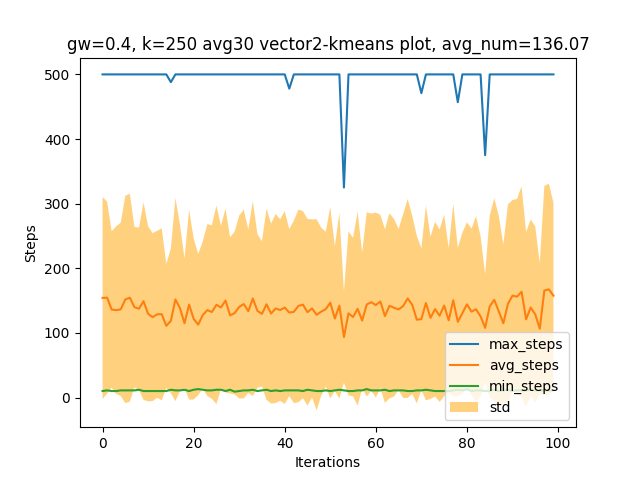 gw=0.4, k=250 avg30 vector2-kmeans plot, avg_num=136.07
500
400
300
200
100
0
Steps
max_steps
avg_steps
min_steps
std
0 20 40 60 80 100
Iterations